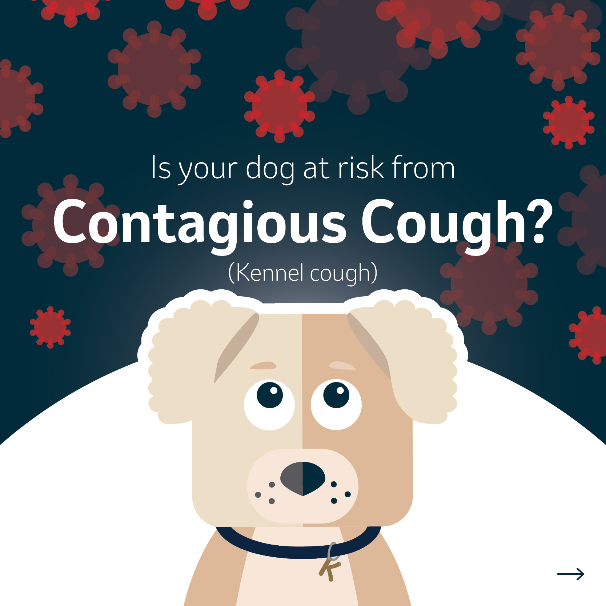 Is your dog at risk from
Contagious Cough?
(Kennel cough)
K